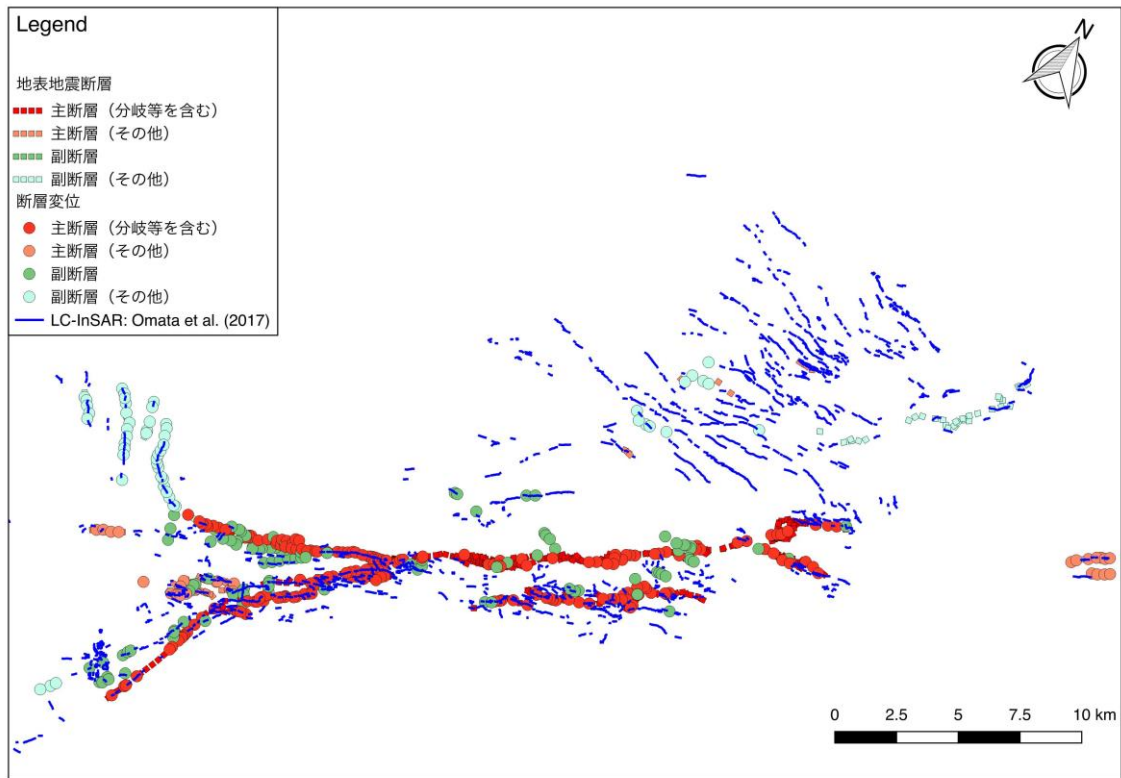 Legend
N
地表地震断層
主断層（分岐等を含む）
主断層（その他）
副断層
副断層（その他）
断層変位
主断層（分岐等を含む）
主断層（その他）
副断層
副断層（その他）
LC-InSAR: Omata et al. (2017)
0 2.5 5 7.5 10 km